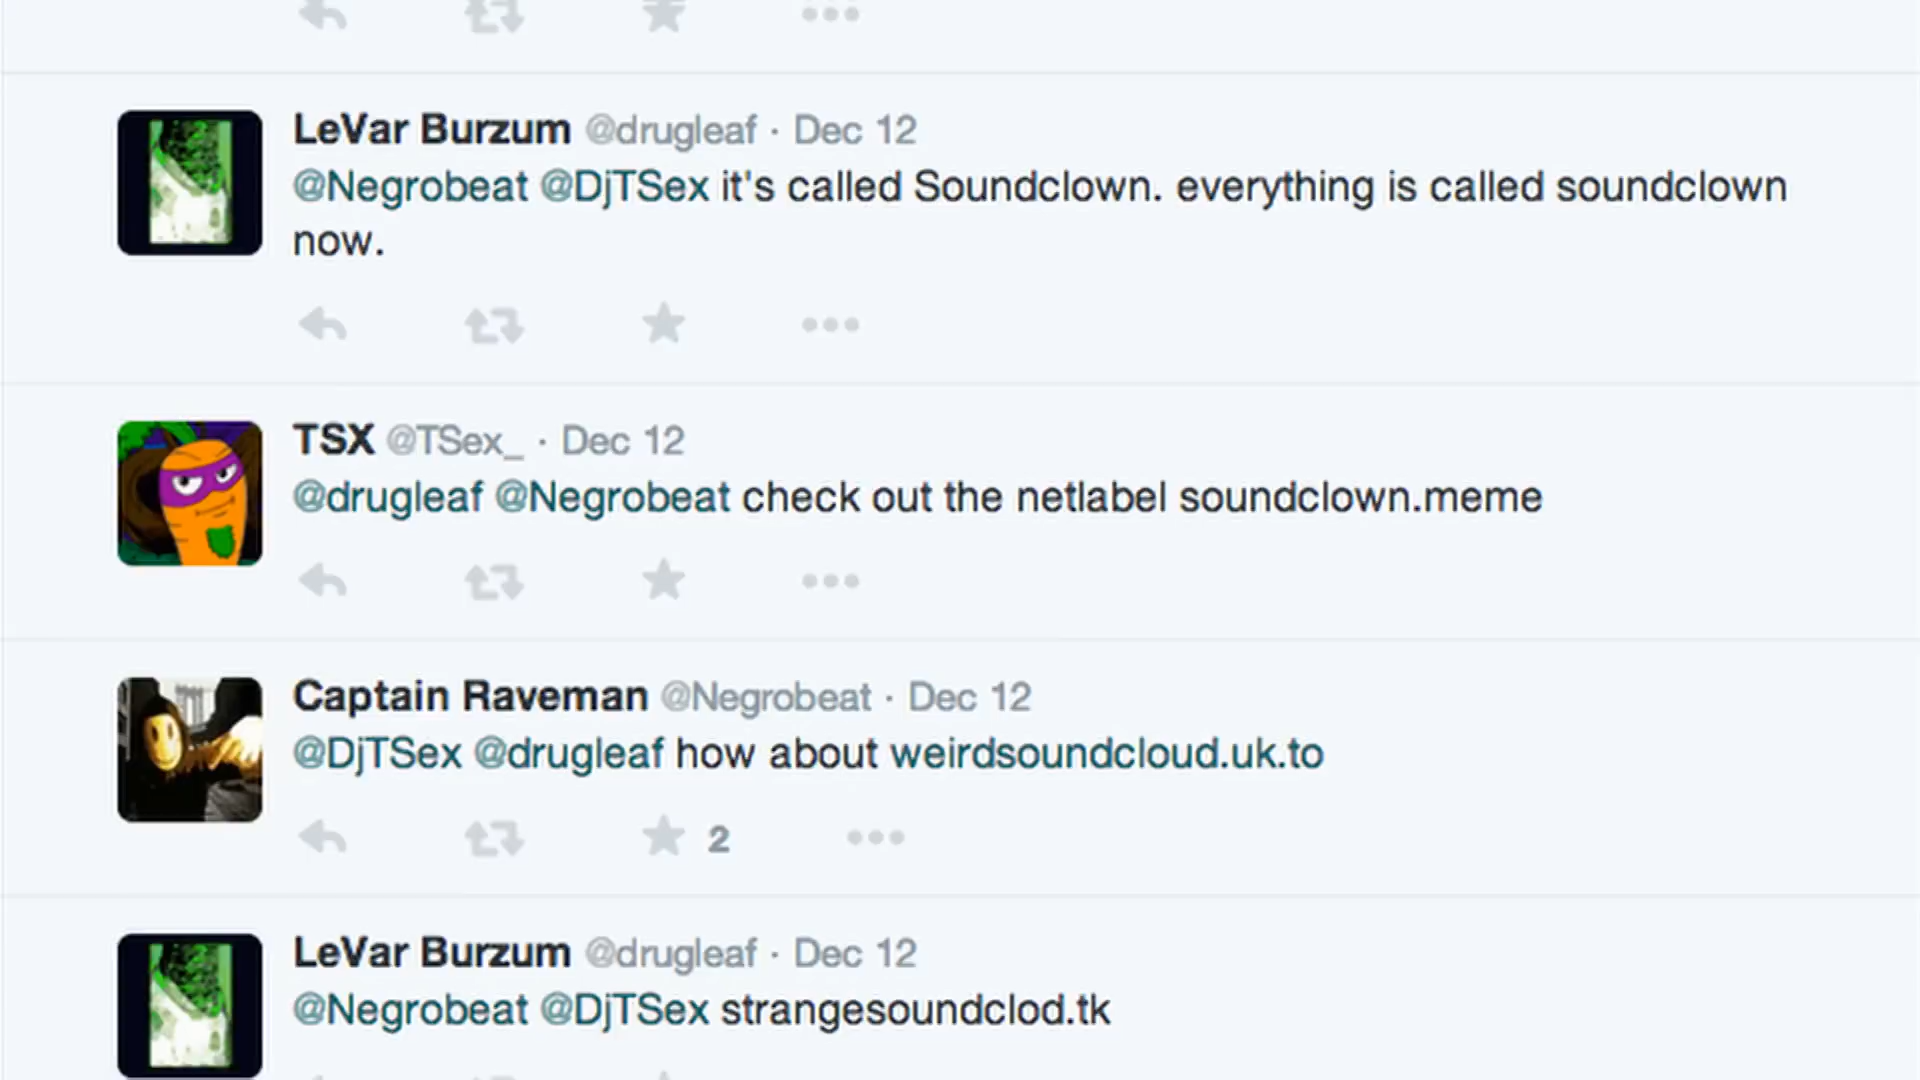 LeVar Burzum @drugleaf · Dec 12
@Negrobeat @DjTSex it's called Soundclown. everything is called soundclown
now.
TSX @TSex_ · Dec 12
@drugleaf @Negrobeat check out the netlabel soundclown.meme
Captain Raveman @Negrobeat · Dec 12
@DjTSex @drugleaf how about weirdsoundcloud.uk.to
2
LeVar Burzum @drugleaf · Dec 12
@Negrobeat @DjTSex strangesoundclod.tk